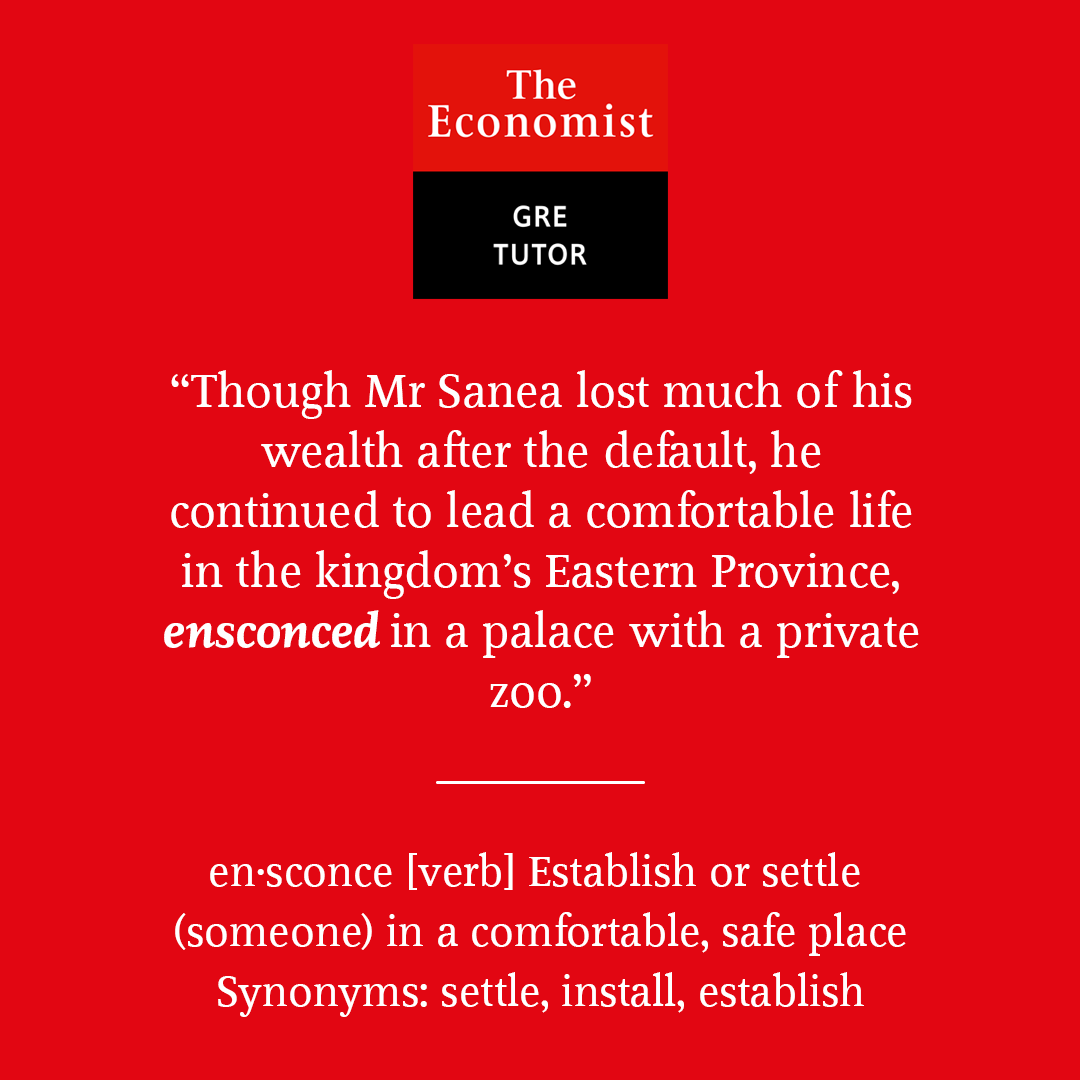 The
Economist
GRE
TUTOR
“Though Mr Sanea lost much of his
wealth after the default, he
continued to lead a comfortable life
in the kingdom’s Eastern Province,
ensconced in a palace with a private
zoo.”
en·sconce [verb] Establish or settle
(someone) in a comfortable, safe place
Synonyms: settle, install, establish